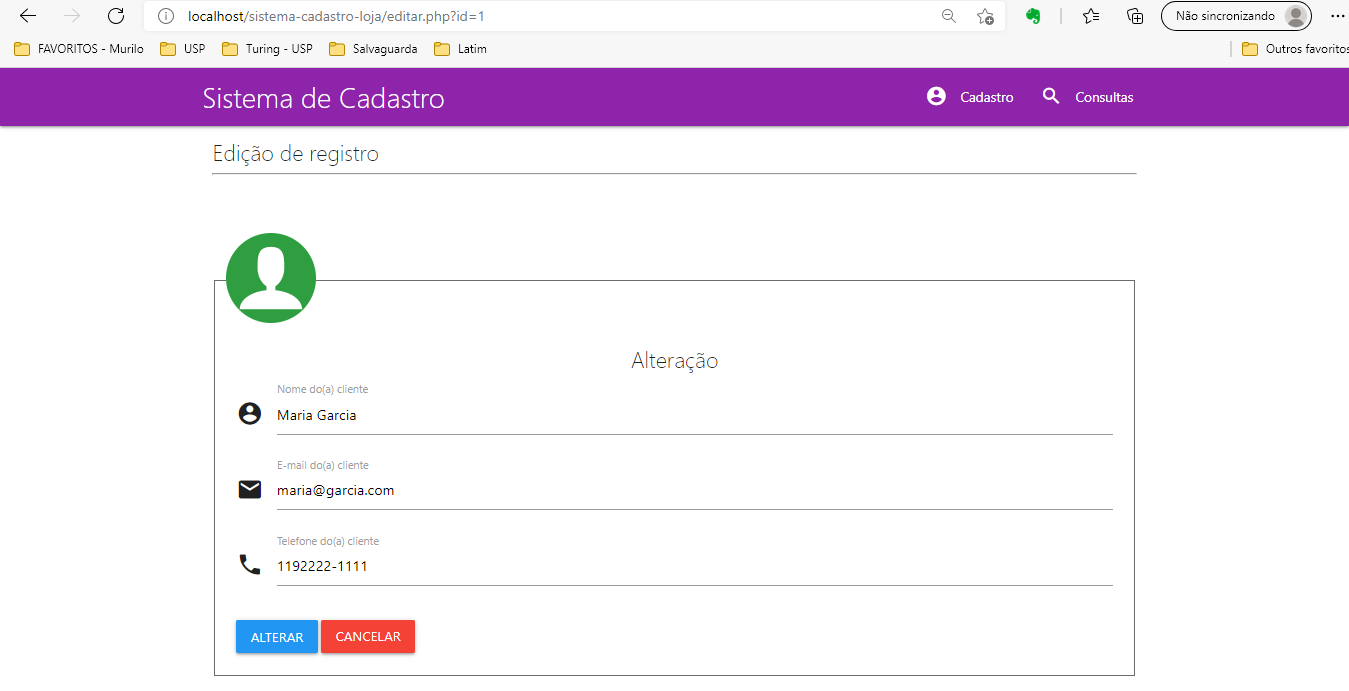 localhost/sistema-cadastro-loja/editar.php?id=1
Não sincronizando
FAVORITOS - Murilo
USP
Turing - USP
Salvaguarda
Latim
Outros favoritos
Sistema de Cadastro
Cadastro
Consultas
Edição de registro
Alteração
Nome do(a) cliente
Maria Garcia
E-mail do(a) cliente
maria@garcia.com
Telefone do(a) cliente
1192222-1111
ALTERAR
CANCELAR